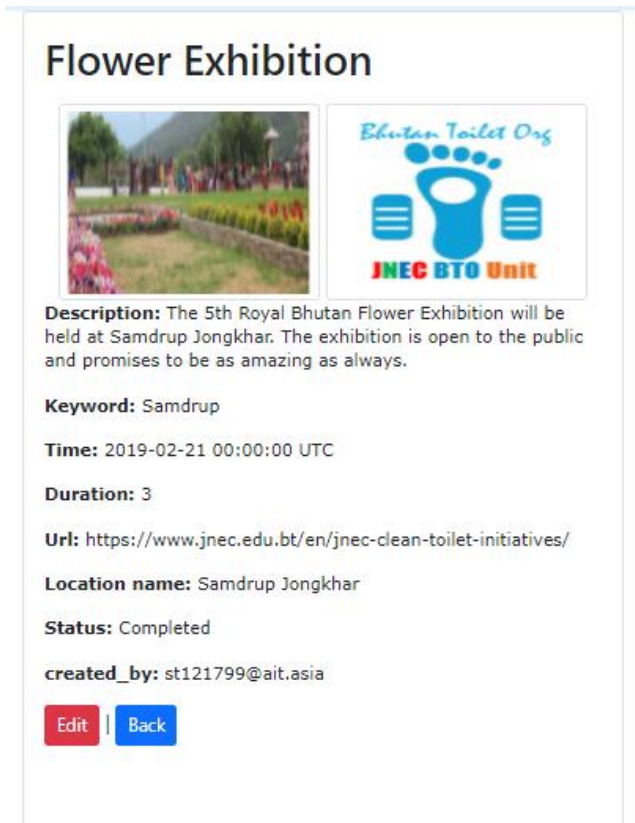 Flower Exhibition
Bhutan Toilet Org
JNEC BTO Unit
Description: The 5th Royal Bhutan Flower Exhibition will be
held at Samdrup Jongkhar. The exhibition is open to the public
and promises to be as amazing as always.
Keyword: Samdrup
Time: 2019-02-21 00:00:00 UTC
Duration: 3
Url: https://www.jnec.edu.bt/en/jnec-clean-toilet-initiatives/
Location name: Samdrup Jongkhar
Status: Completed
created_by: st121799@ait.asia
Edit | Back